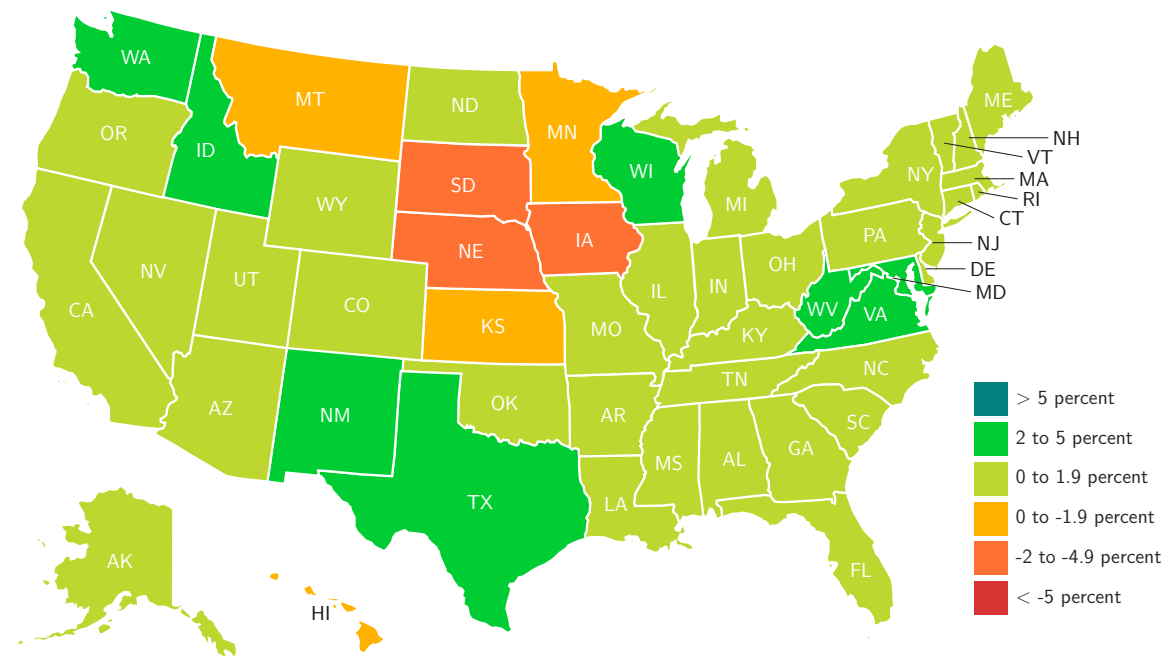 WA
MT
ND
MN
ME
OR
ID
WI
NH
VT
SD
NY
MA
WY
MI
RI
CT
IA
PA
NE
NJ
NV
UT
OH
DE
CO
IL
IN
MD
CA
KS
MO
WV
VA
KY
NC
TN
AZ
NM
OK
AR
SC
MS
AL
GA
TX
LA
AK
FL
HI
> 5 percent
2 to 5 percent
0 to 1.9 percent
0 to -1.9 percent
-2 to -4.9 percent
< -5 percent